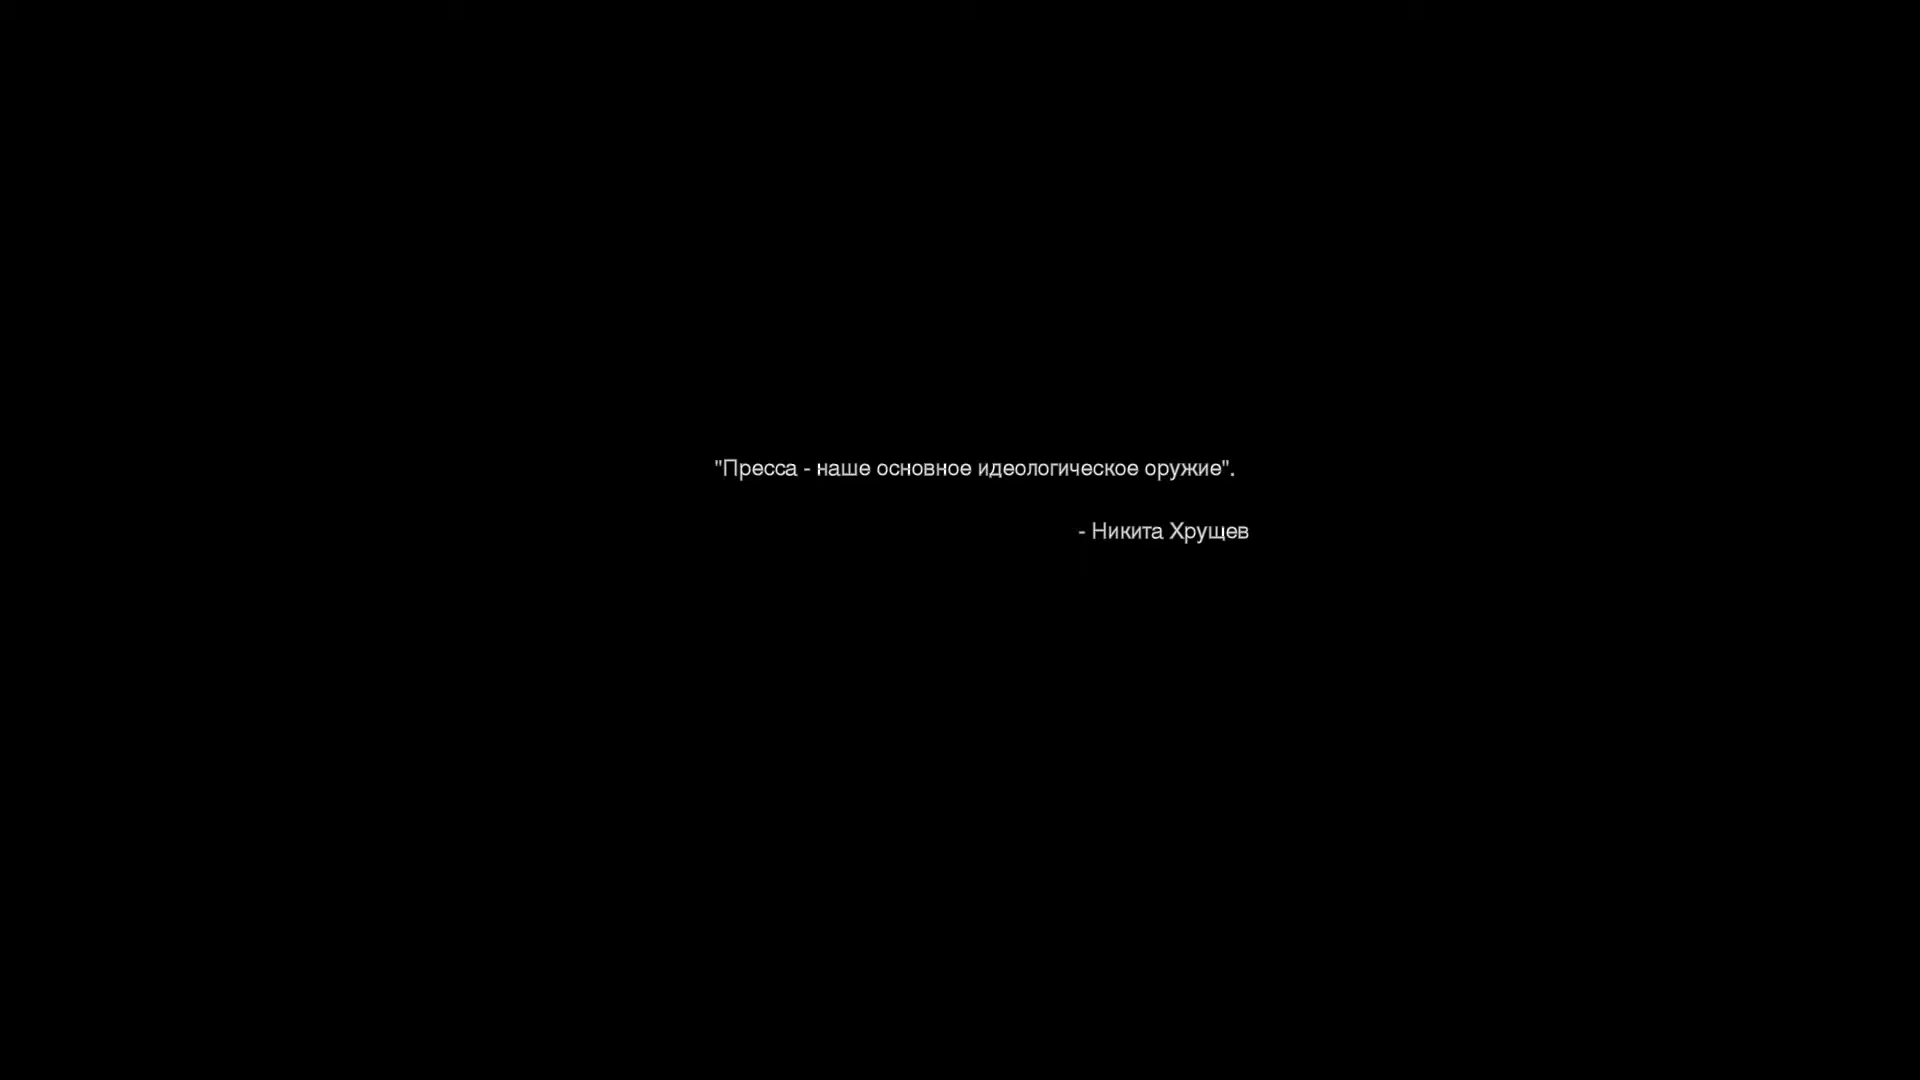 "Пресса - наше основное идеологическое оружие".
- Никита Хрущев